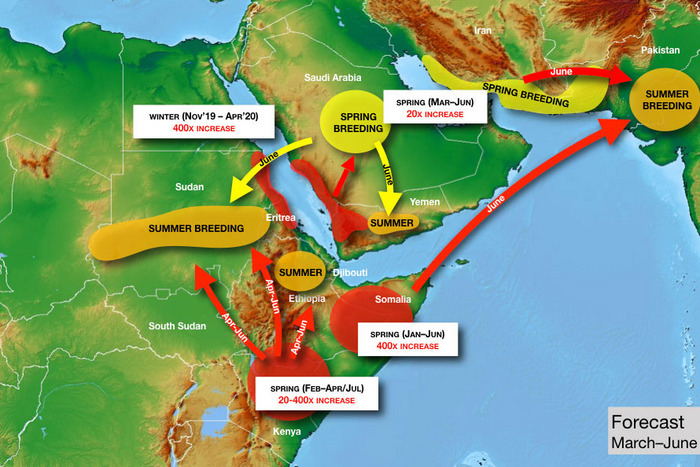 Iran
Pakistan
June
Saudi Arabia
SPRING BREEDING
SUMMER
BREEDING
WINTER (NOV'19 – APR'20)
400X INCREASE
SPRING
BREEDING
SPRING (MAR–JUN)
20X INCREASE
June
June
Sudan
Yemen
June
Eritrea
SUMMER
SUMMER BREEDING
SUMMER
Djibouti
Ethiopia
Somalia
Apr-Jun
Apr-Jun
Apr-Jun
South Sudan
SPRING (JAN–JUN)
400X INCREASE
SPRING (FEB–APR/JUL)
20-400X INCREASE
Kenya
Forecast
March–June